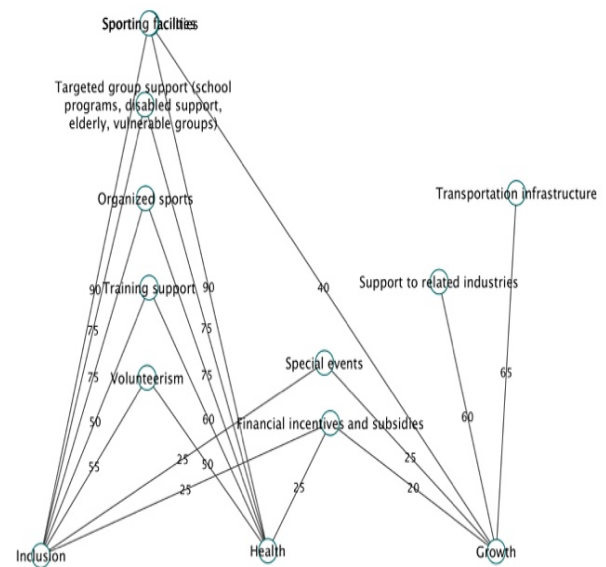 Sporting facilities
Targeted group support (school
programs, disabled support,
elderly, vulnerable groups)
Organized sports
Transportation infrastructure
Support to related industries
90
Training support
90
40
75
75
Special events
65
75
Volunteerism
75
50
60
Financial incentives and subsidies
60
55
25
50
25
25
25
20
Inclusion
Health
Growth